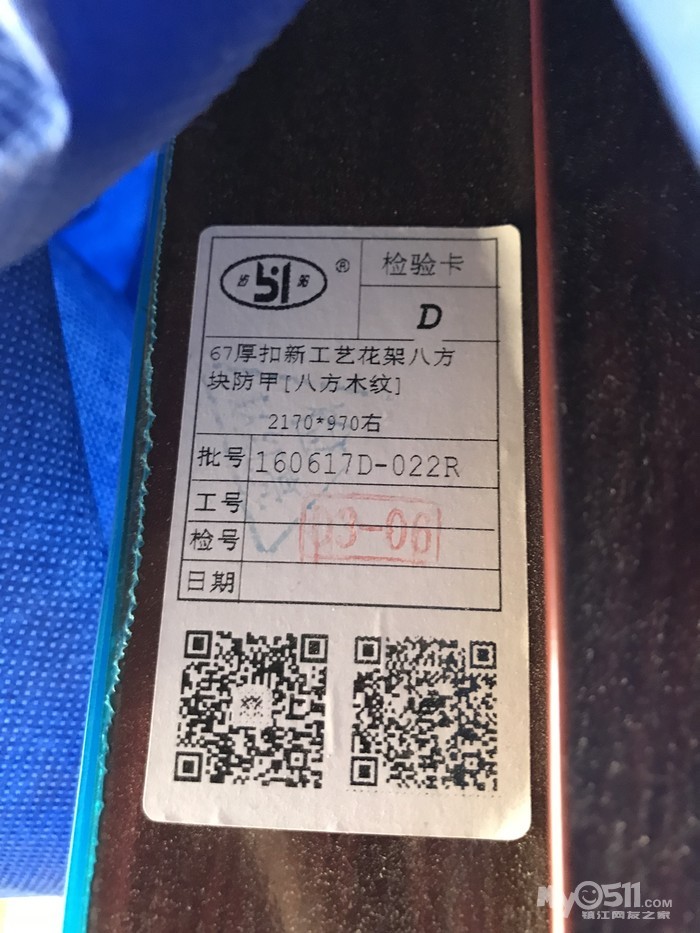 ®
检验卡
D
67厚扣新工艺花架八方
块防甲[八方木纹]
2170*970右
批号 160617D-022R
工号
检号 03-06
日期
MyO511.COM
镇江网友之家